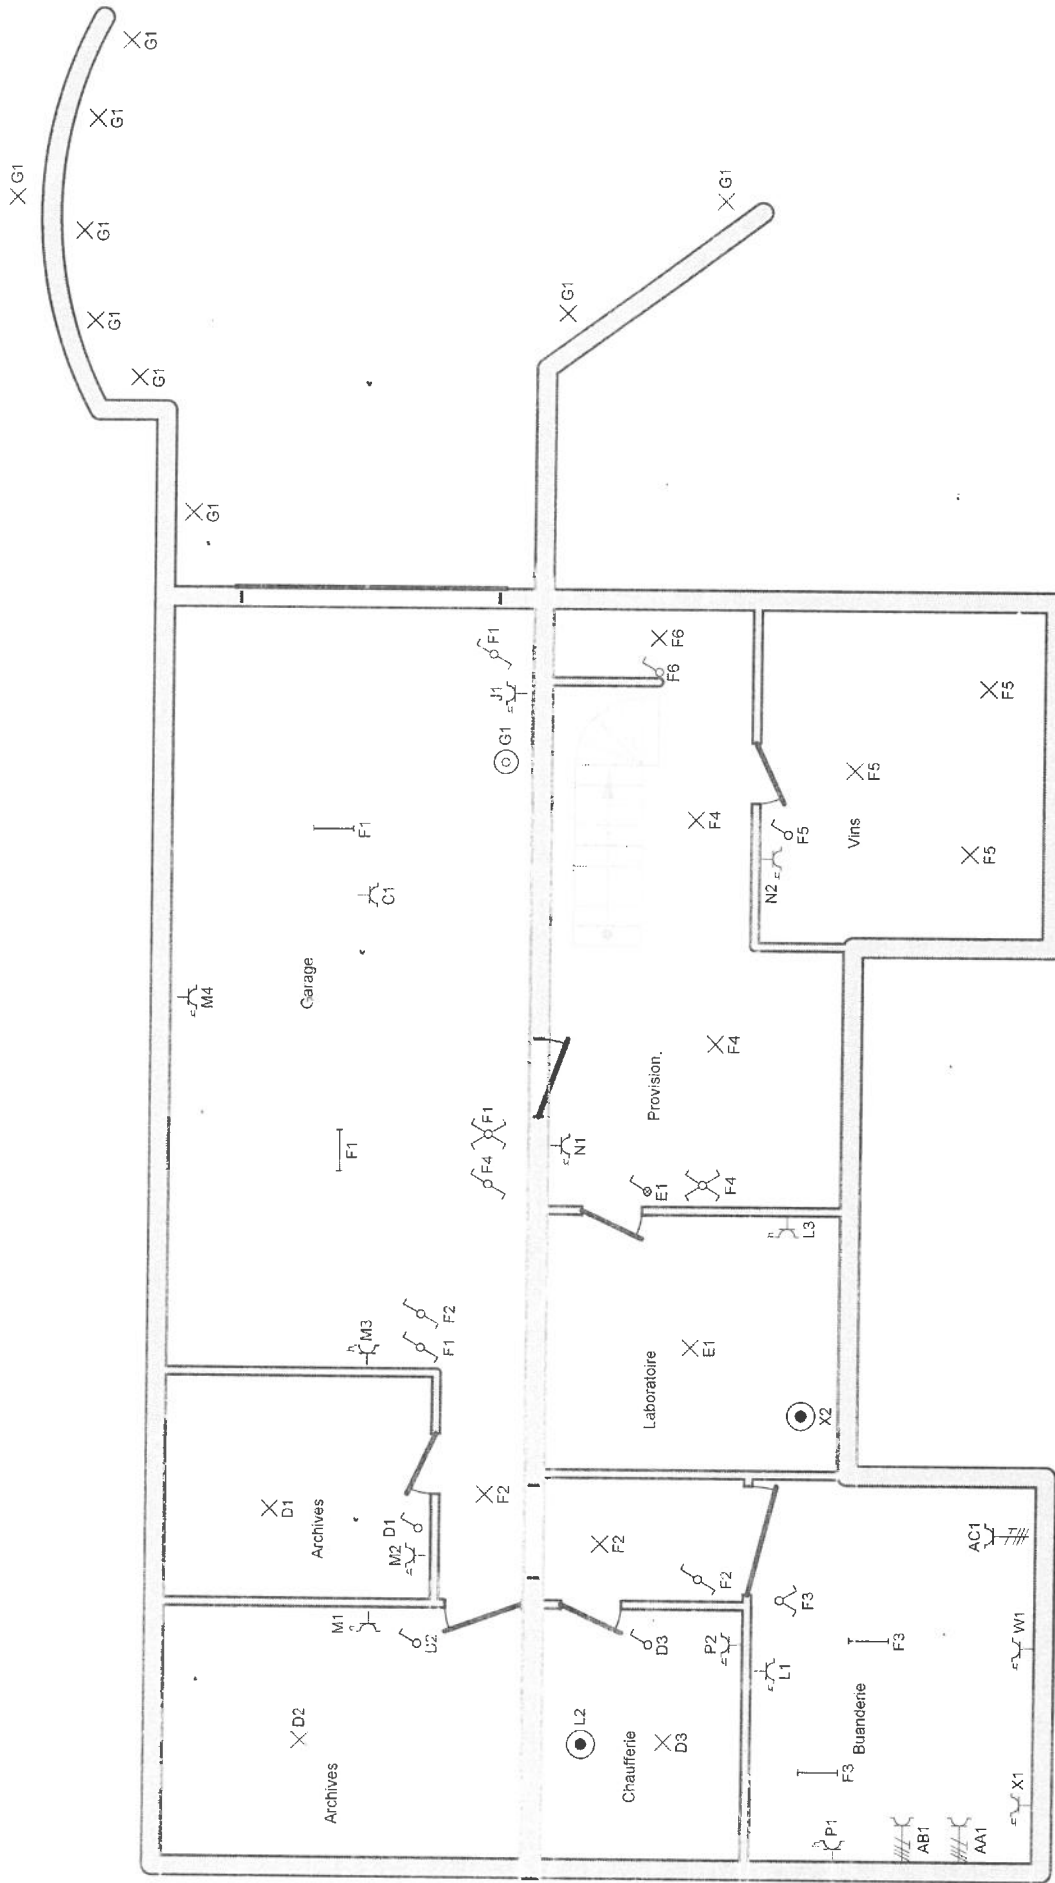 G1
G1
G1
G1
G1
G1
G1
G1
G1
F1
J1
G1
F6
F6
F1
C1
F4
F5
F5
F5
F5
N2
Vins
M4
Garage
F1
F1
F4
N1
Provision.
F4
E1
F4
L3
M3
F2
F1
Laboratoire
E1
X2
D1
Archives
D1
M2
F2
F2
F2
F3
AC1
M1
D2
D3
P2
L1
F3
W1
D2
Archives
L2
Chaufferie
D3
Buanderie
F3
P1
AB1
AA1
X1